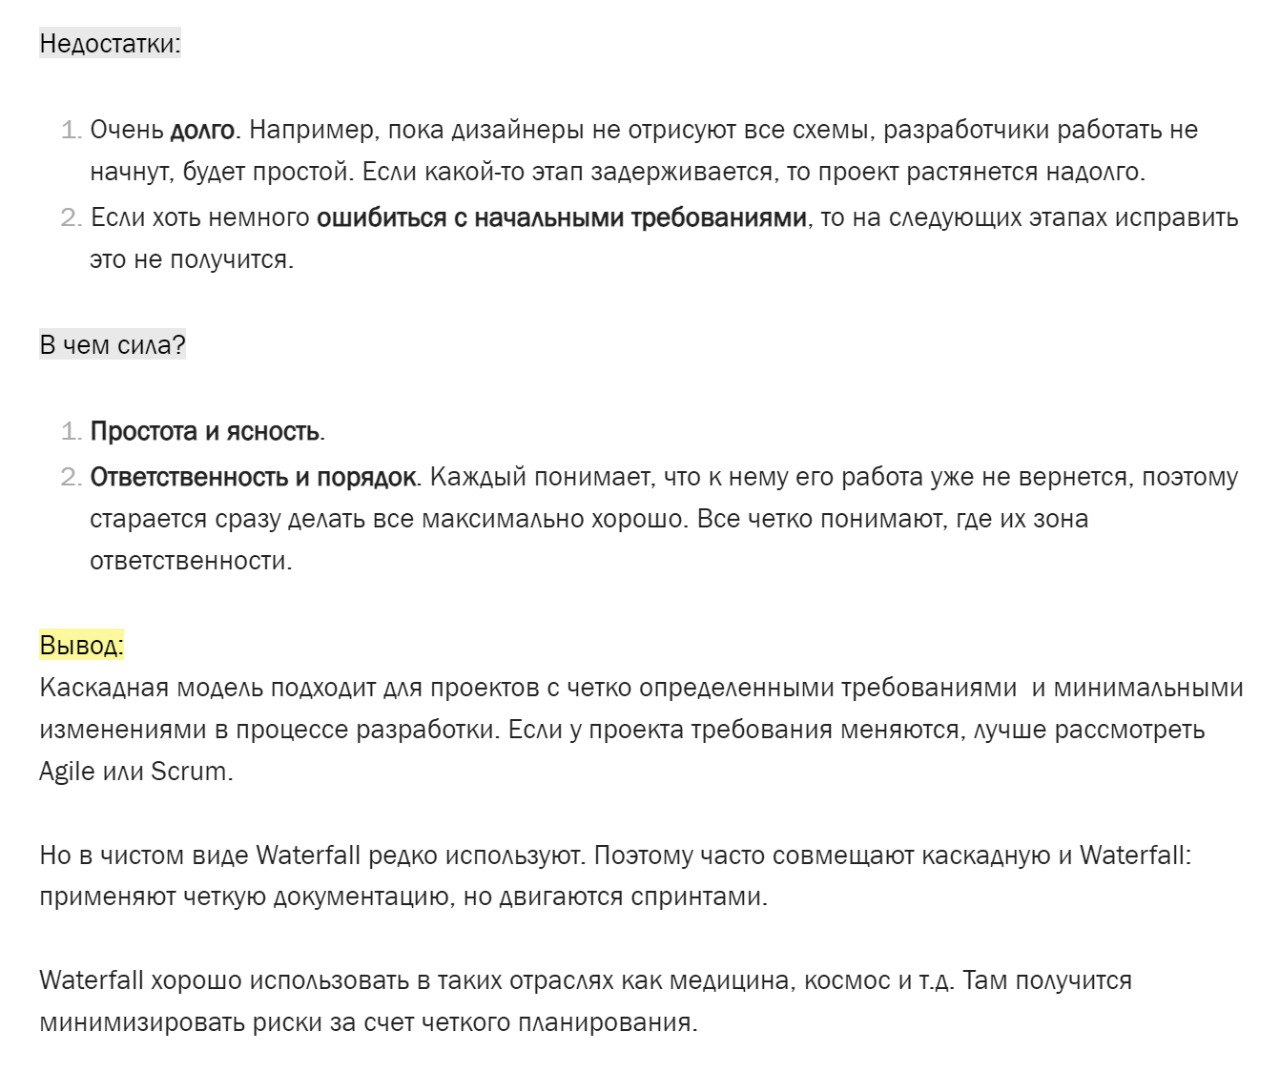 Недостатки:
1. Очень долго. Например, пока дизайнеры не отрисуют все схемы, разработчики работать не
начнут, будет простой. Если какой-то этап задерживается, то проект растянется надолго.
2. Если хоть немного ошибиться с начальными требованиями, то на следующих этапах исправить
это не получится.
В чем сила?
1. Простота и ясность.
2. Ответственность и порядок. Каждый понимает, что к нему его работа уже не вернется, поэтому
старается сразу делать все максимально хорошо. Все четко понимают, где их зона
ответственности.
Вывод:
Каскадная модель подходит для проектов с четко определенными требованиями  и минимальными
изменениями в процессе разработки. Если у проекта требования меняются, лучше рассмотреть
Agile или Scrum.
Но в чистом виде Waterfall редко используют. Поэтому часто совмещают каскадную и Waterfall:
применяют четкую документацию, но двигаются спринтами.
Waterfall хорошо использовать в таких отраслях как медицина, космос и т.д. Там получится
минимизировать риски за счет четкого планирования.